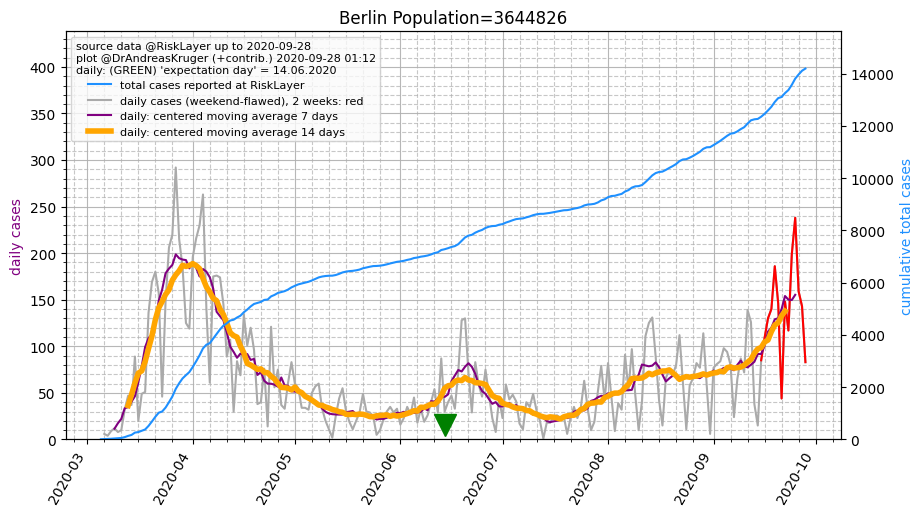 Berlin Population=3644826
source data @RiskLayer up to 2020-09-28
plot @DrAndreasKruger (+contrib.) 2020-09-28 01:12
daily: (GREEN) 'expectation day' = 14.06.2020
total cases reported at RiskLayer
daily cases (weekend-flawed), 2 weeks: red
daily: centered moving average 7 days
daily: centered moving average 14 days
daily cases
400
350
300
250
200
150
100
50
0
cumulative total cases
14000
12000
10000
8000
6000
4000
2000
0
2020-03
2020-04
2020-05
2020-06
2020-07
2020-08
2020-09
2020-10